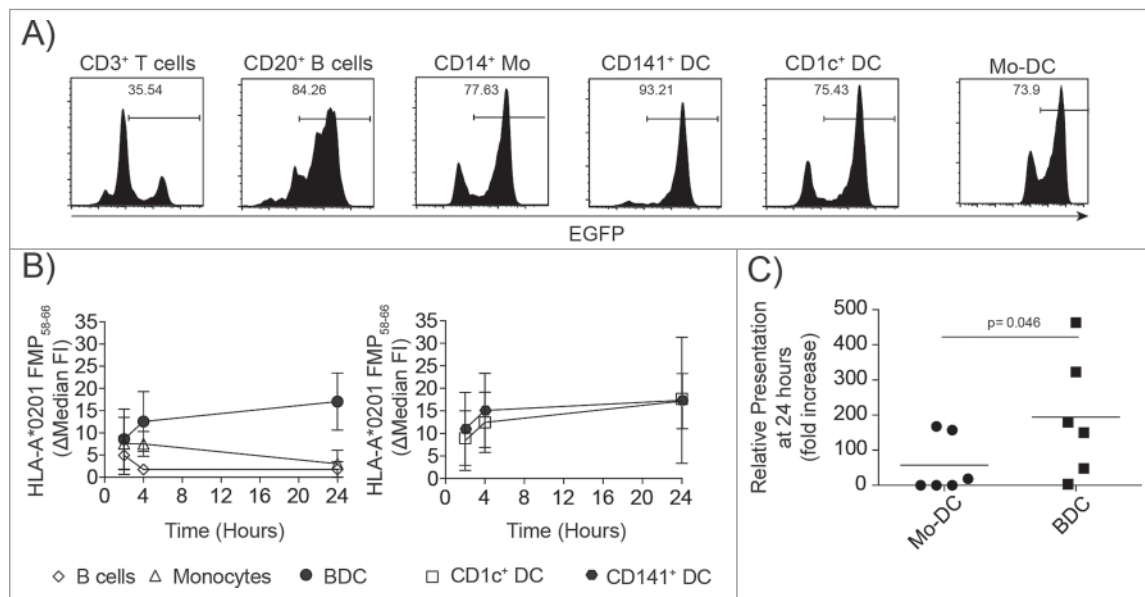 A)
CD3+ T cells
CD20+ B cells
CD14+ Mo
CD141+ DC
CD1c+ DC
Mo-DC
35.54
84.26
77.63
93.21
75.43
73.9
EGFP
B)
HLA-A*0201 FMP58-66
(ΔMedian FI)
35
30
25
20
15
10
5
0
0 4 8 12 16 20 24
Time (Hours)
HLA-A*0201 FMP58-66
(ΔMedian FI)
35
30
25
20
15
10
5
0
0 4 8 12 16 20 24
Time (Hours)
B cells
Monocytes
BDC
CD1c+ DC
CD141+ DC
C)
Relative Presentation
at 24 hours
(fold increase)
500
400
300
200
100
0
p= 0.046
Mo-DC
BDC